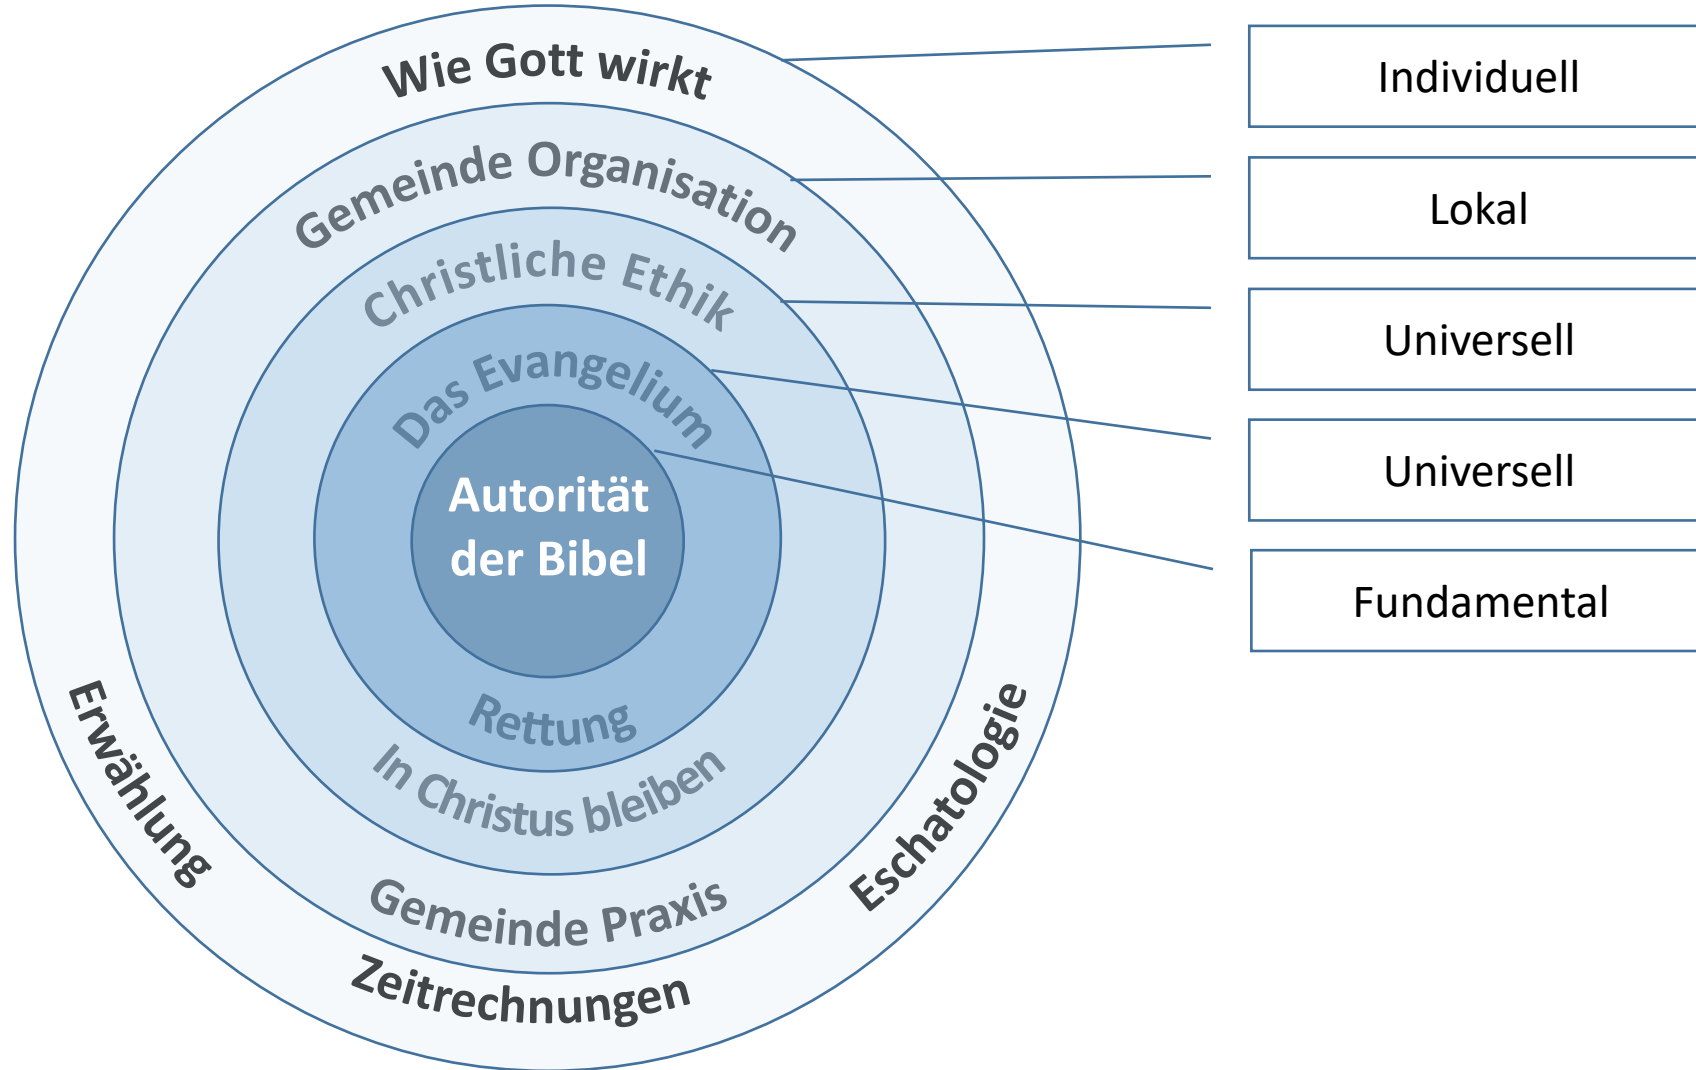 Wie Gott wirkt
Gemeinde Organisation
Christliche Ethik
Das Evangelium
Autorität
der Bibel
Rettung
In Christus bleiben
Gemeinde Praxis
Erwählung
Zeitrechnungen
Eschatologie
Individuell
Lokal
Universell
Universell
Fundamental